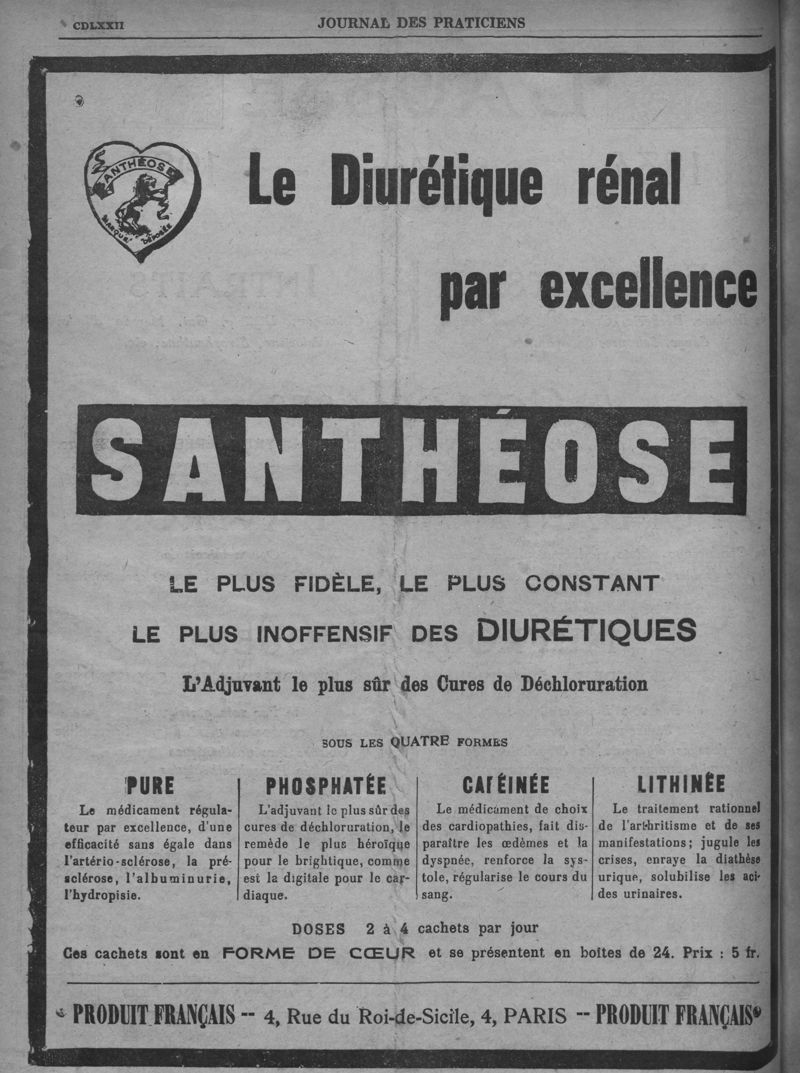 CDLXXII
JOURNAL DES PRATICIENS
SANTHÉOSE
MARQUE DÉPOSÉE
Le Diurétique rénal
par excellence
SANTHÉOSE
LE PLUS FIDÈLE, LE PLUS CONSTANT
LE PLUS INOFFENSIF DES DIURÉTIQUES
L'Adjuvant le plus sûr des Cures de Déchloruration
SOUS LES QUATRE FORMES
PURE
Le médicament régula-
teur par excellence, d'une
efficacité sans égale dans
l'artério-sclérose, la pré-
sclérose, l'albuminurie,
l'hydropisie.
PHOSPHATÉE
L'adjuvant le plus sûr des
cures de déchloruration, le
remède le plus héroïque
pour le brightique, comme
est la digitale pour le car-
diaque.
CAFÉINÉE
Le médicament de choix
des cardiopathies, fait dis-
paraître les œdèmes et la
dyspnée, renforce la sys-
tole, régularise le cours du
sang.
LITHINÉE
Le traitement rationnel
de l'arthritisme et de ses
manifestations; jugule les
crises, enraye la diathèse
urique, solubilise les aci-
des urinaires.
DOSES 2 à 4 cachets par jour
Ces cachets sont en FORME DE CŒUR et se présentent en boîtes de 24. Prix : 5 fr.
PRODUIT FRANÇAIS -- 4, Rue du Roi-de-Sicile, 4, PARIS -- PRODUIT FRANÇAIS